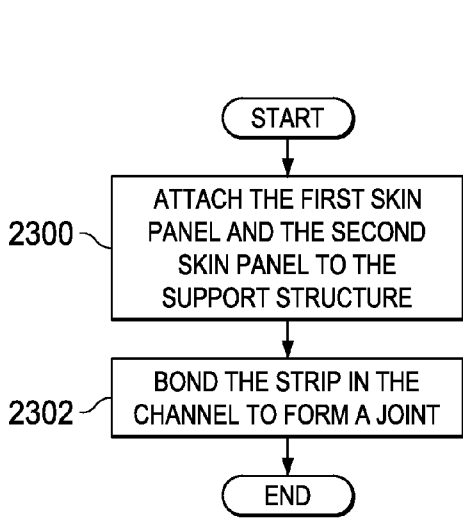 START
2300
ATTACH THE FIRST SKIN
PANEL AND THE SECOND
SKIN PANEL TO THE
SUPPORT STRUCTURE
2302
BOND THE STRIP IN THE
CHANNEL TO FORM A JOINT
END